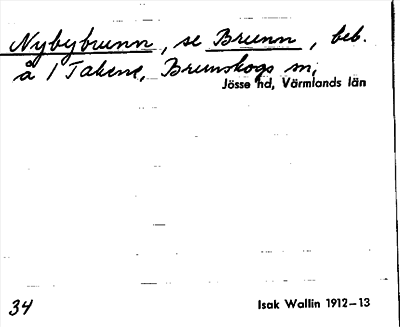 Nybybrunn, se Brunn, beb.
å 1 Takene, Brunskogs sn,
Jösse hd, Värmlands län
34
Isak Wallin 1912-13